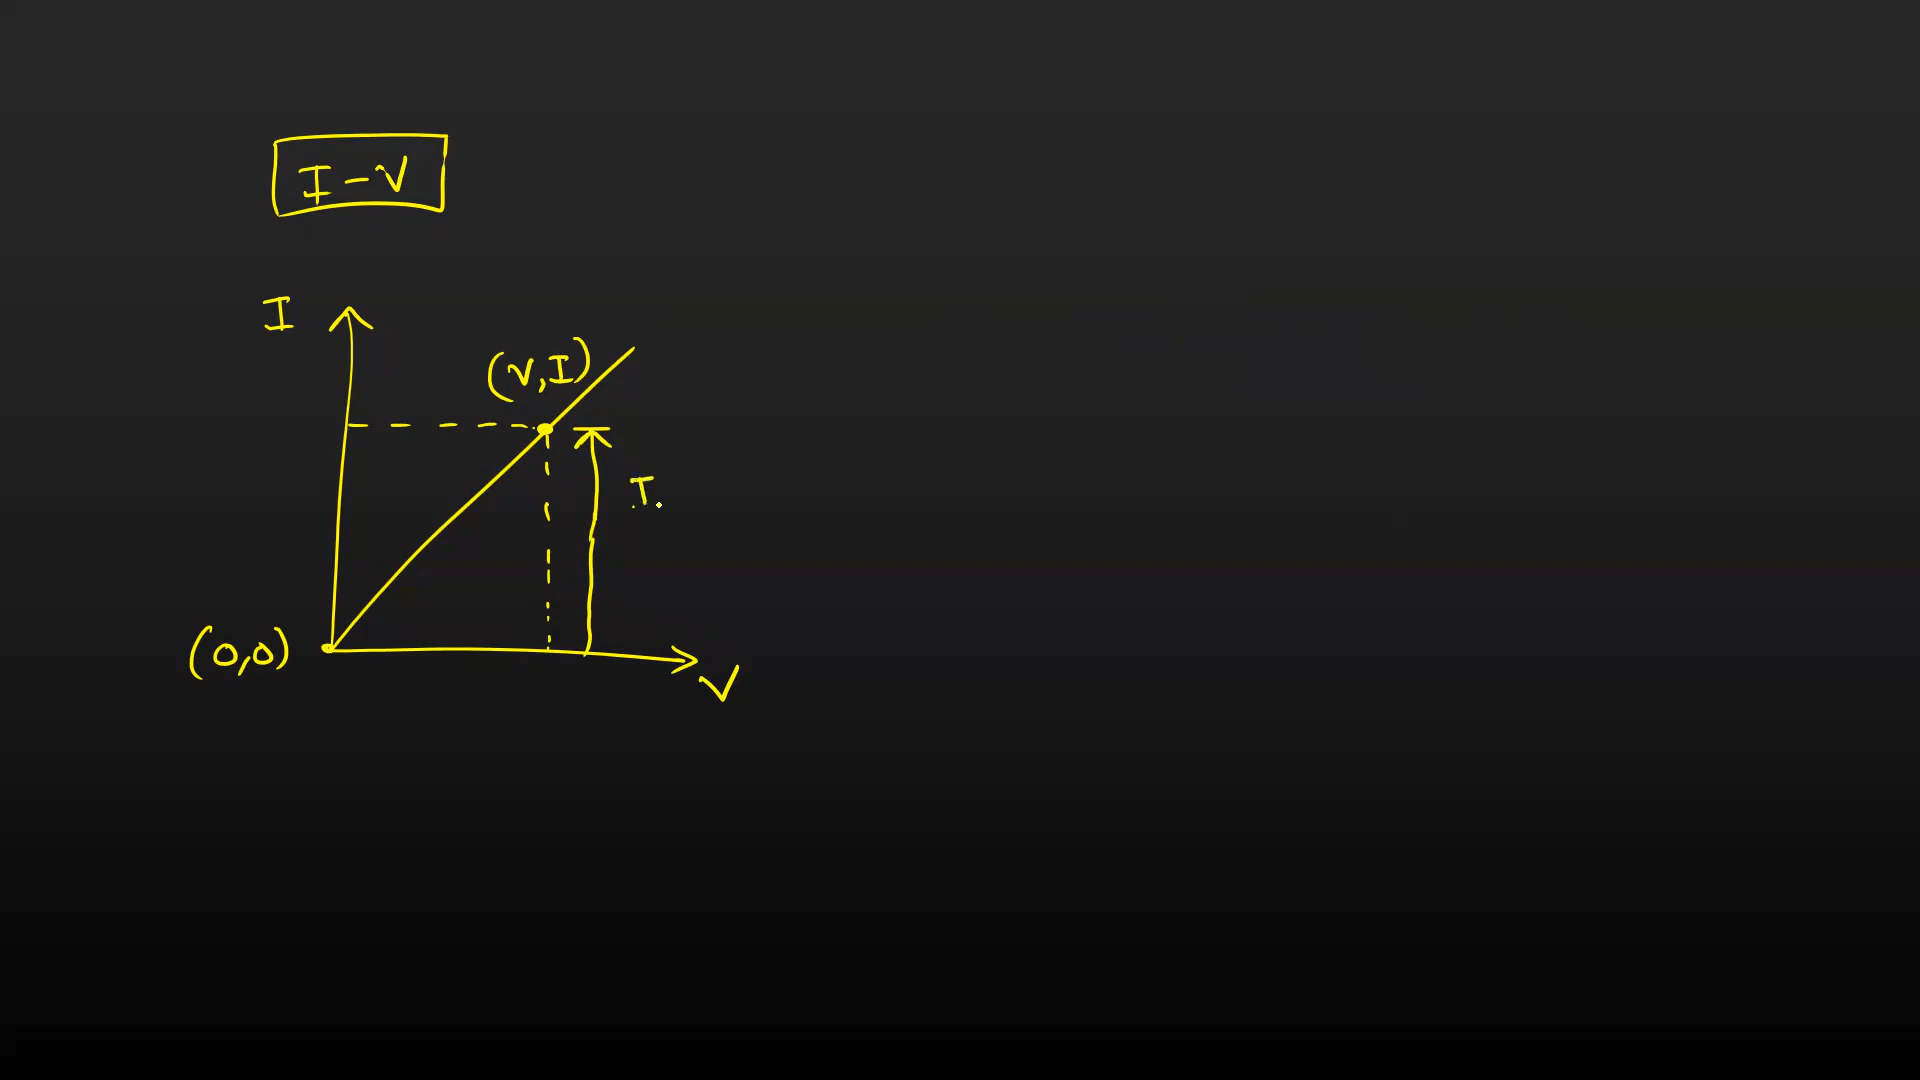 I - V
I
(V, I)
I
(0,0)
V